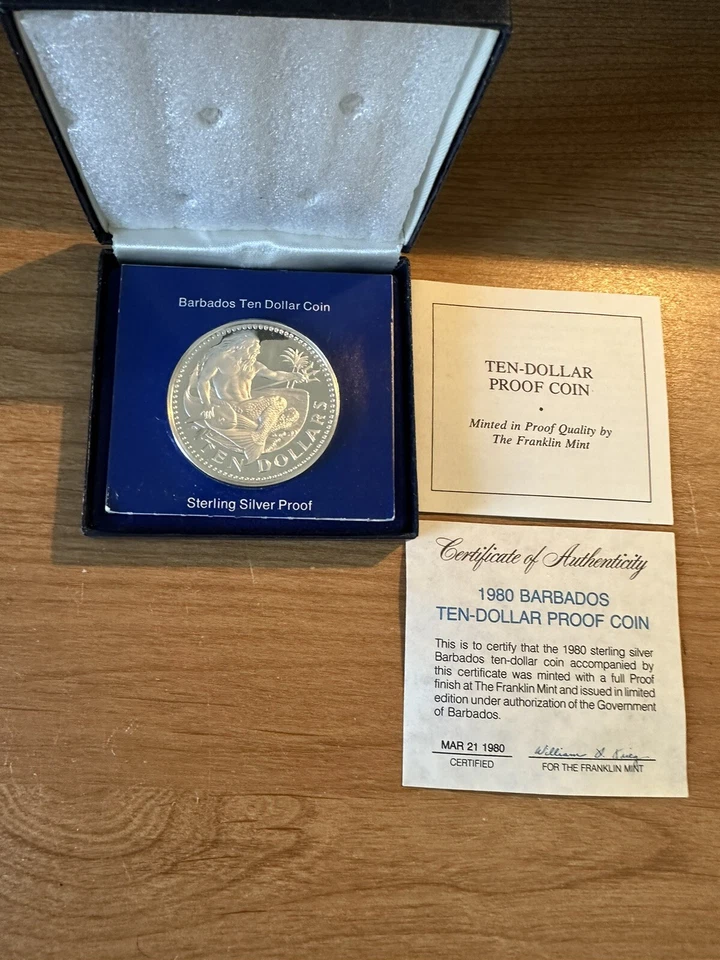 Barbados Ten Dollar Coin
TEN DOLLARS
Sterling Silver Proof
TEN-DOLLAR
PROOF COIN
•
Minted in Proof Quality by
The Franklin Mint
Certificate of Authenticity
1980 BARBADOS
TEN-DOLLAR PROOF COIN
This is to certify that the 1980 sterling silver
Barbados ten-dollar coin accompanied by
this certificate was minted with a full Proof
finish at The Franklin Mint and issued in limited
edition under authorization of the Government
of Barbados.
MAR 21 1980
CERTIFIED
William
FOR THE FRANKLIN MINT